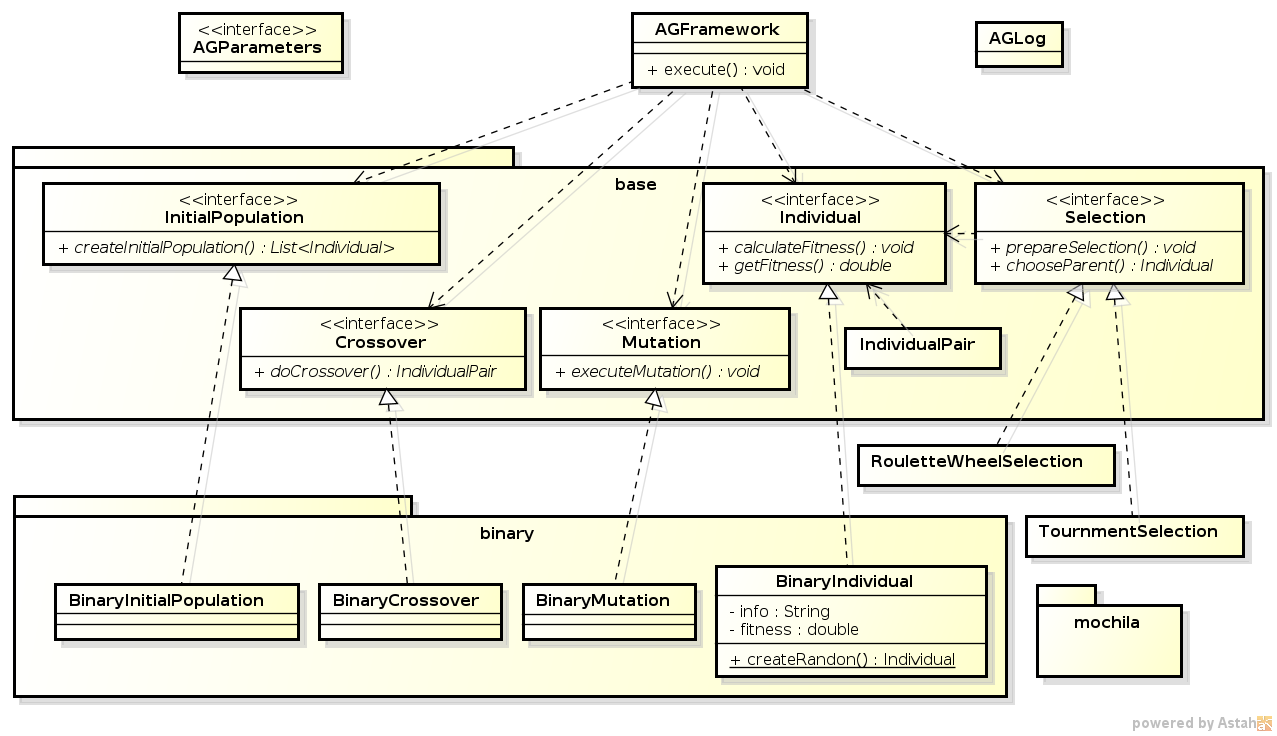 <<interface>>
AGParameters
AGFramework
+ execute() : void
AGLog
base
<<interface>>
InitialPopulation
+ createInitialPopulation() : List<Individual>
<<interface>>
Individual
+ calculateFitness() : void
+ getFitness() : double
<<interface>>
Selection
+ prepareSelection() : void
+ chooseParent() : Individual
<<interface>>
Crossover
+ doCrossover() : IndividualPair
<<interface>>
Mutation
+ executeMutation() : void
IndividualPair
RouletteWheelSelection
TournmentSelection
binary
BinaryInitialPopulation
BinaryCrossover
BinaryMutation
BinaryIndividual
- info : String
- fitness : double
+ createRandon() : Individual
mochila
powered by Astah